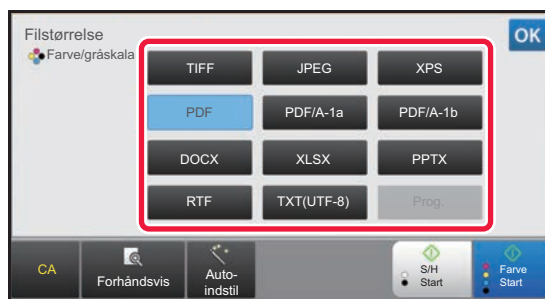 Filstørrelse
OK
Farve/gråskala
TIFF
JPEG
XPS
PDF
PDF/A-1a
PDF/A-1b
DOCX
XLSX
PPTX
RTF
TXT(UTF-8)
Prog.
CA
Forhåndsvis
Auto-
indstil
S/H
Start
Farve
Start